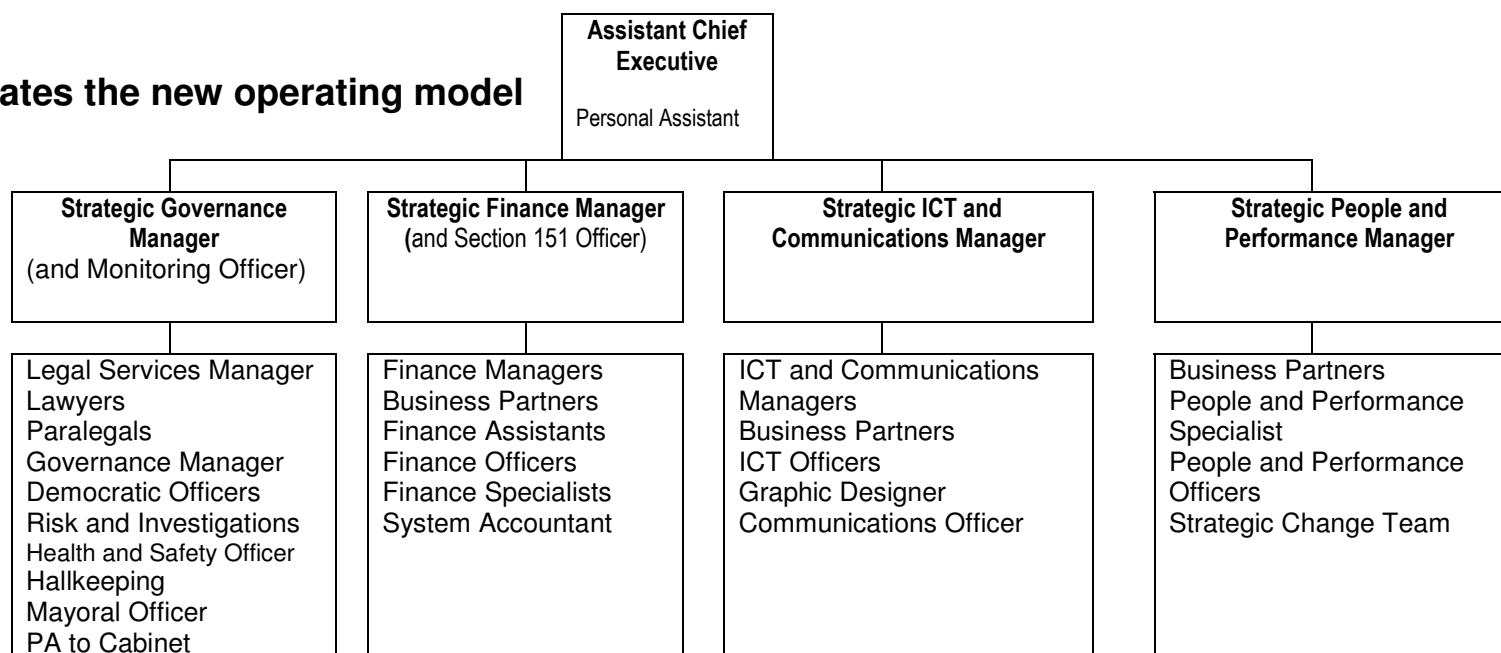 Assistant Chief
Executive
Personal Assistant
ates the new operating model
Strategic Governance
Manager
(and Monitoring Officer)
Strategic Finance Manager
(and Section 151 Officer)
Strategic ICT and
Communications Manager
Strategic People and
Performance Manager
Legal Services Manager
Lawyers
Paralegals
Governance Manager
Democratic Officers
Risk and Investigations
Health and Safety Officer
Hallkeeping
Mayoral Officer
PA to Cabinet
Finance Managers
Business Partners
Finance Assistants
Finance Officers
Finance Specialists
System Accountant
ICT and Communications
Managers
Business Partners
ICT Officers
Graphic Designer
Communications Officer
Business Partners
People and Performance
Specialist
People and Performance
Officers
Strategic Change Team